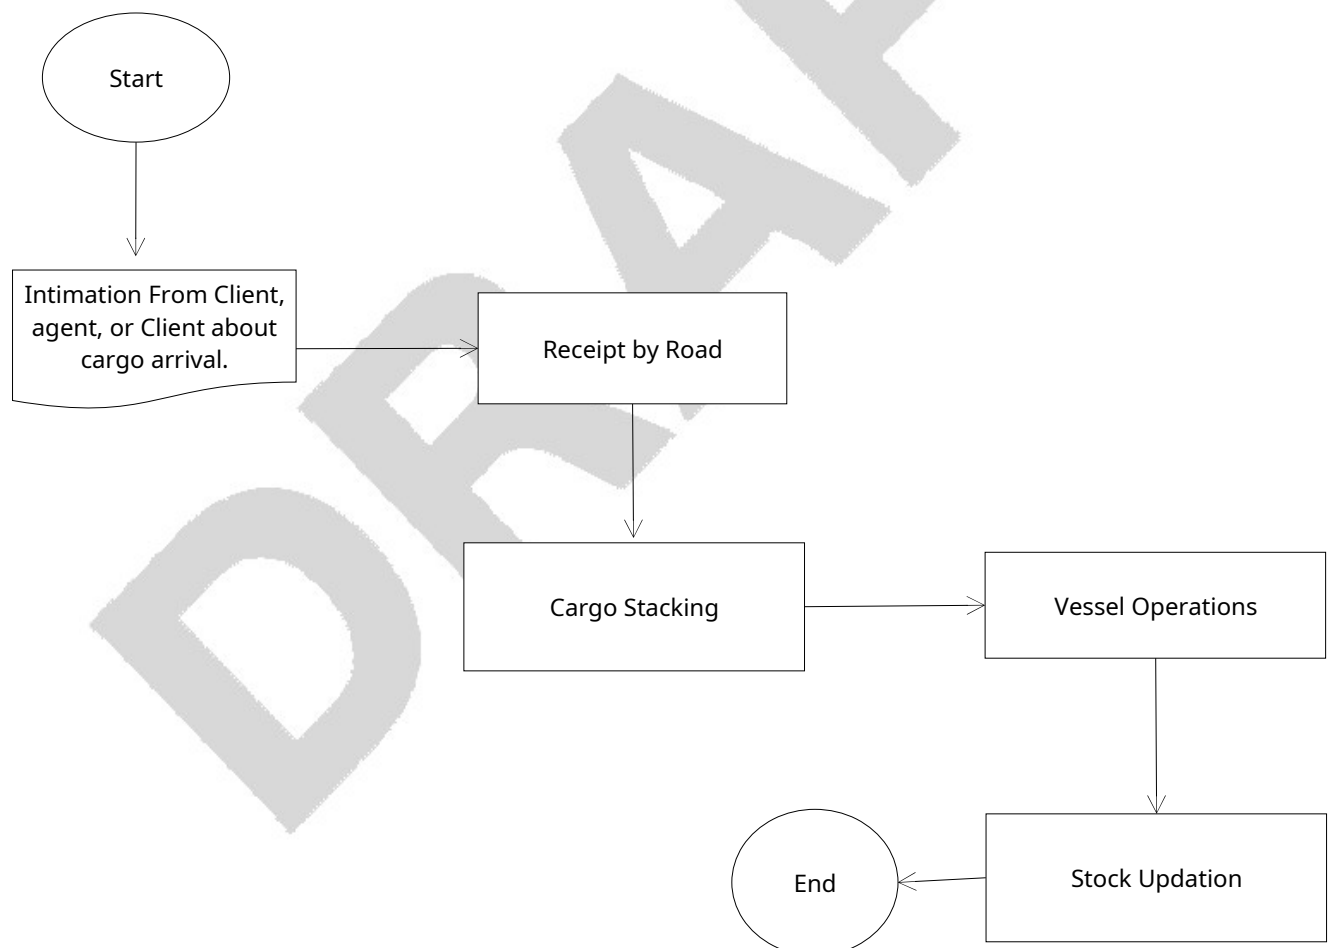 Start
Intimation From Client,
agent, or Client about
cargo arrival.
Receipt by Road
Cargo Stacking
Vessel Operations
Stock Updation
End
DRAF